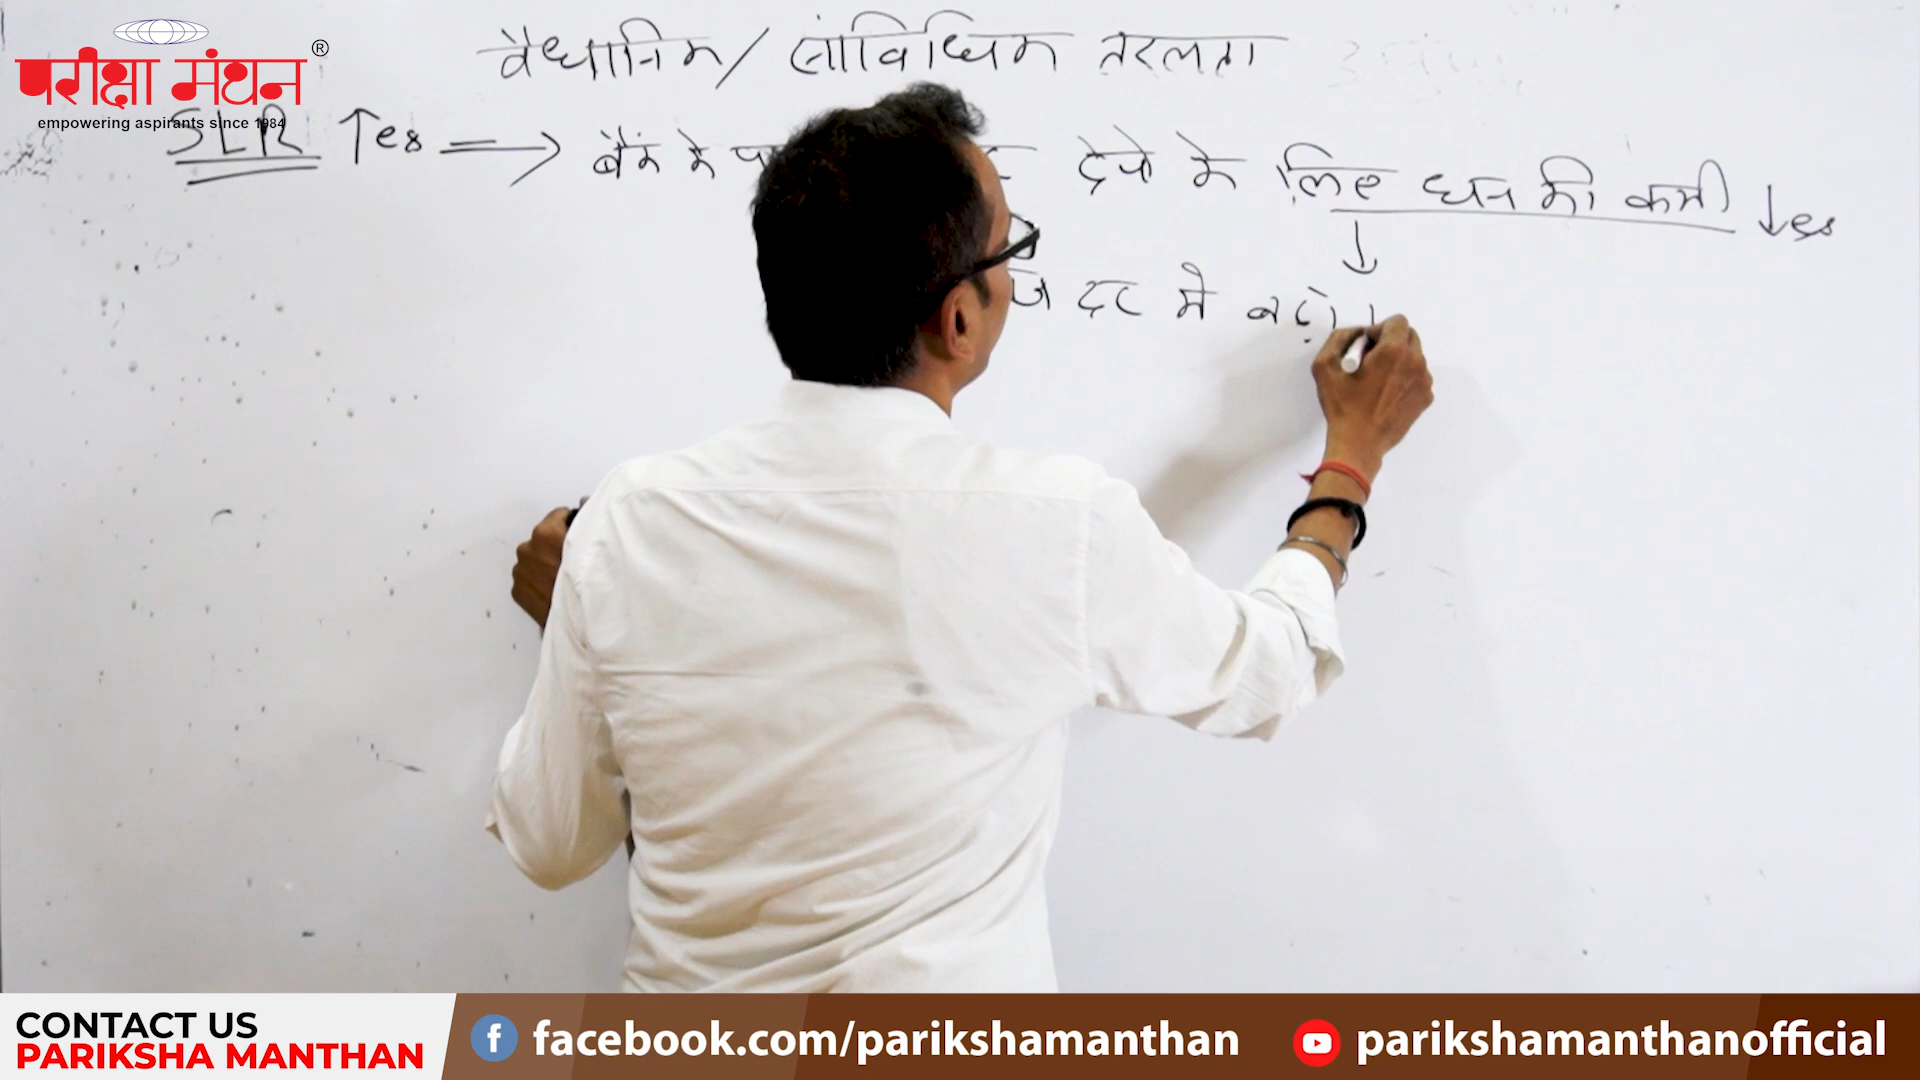 परीक्षा मंथन ®
empowering aspirants since 1984
वैधानिक / सांविधिक तरलता
SLR ↑es ⟹ बैंक के देने के लिए धन की कमी ↓es
↓
दर में
CONTACT US
PARIKSHA MANTHAN
facebook.com/parikshamanthan
parikshamanthanofficial